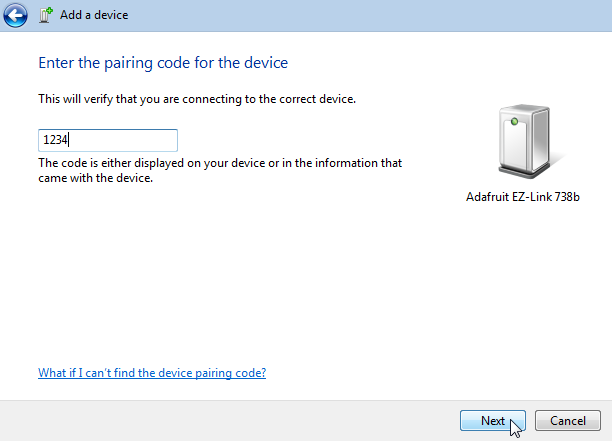 Add a device
Enter the pairing code for the device
This will verify that you are connecting to the correct device.
1234
The code is either displayed on your device or in the information that
came with the device.
Adafruit EZ-Link 738b
What if I can't find the device pairing code?
Next
Cancel